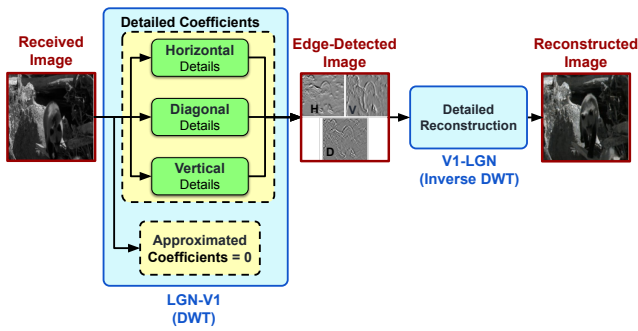 Received
Image
Detailed Coefficients
Horizontal
Details
Diagonal
Details
Vertical
Details
Approximated
Coefficients = 0
LGN-V1
(DWT)
Edge-Detected
Image
H
V
D
Detailed
Reconstruction
V1-LGN
(Inverse DWT)
Reconstructed
Image